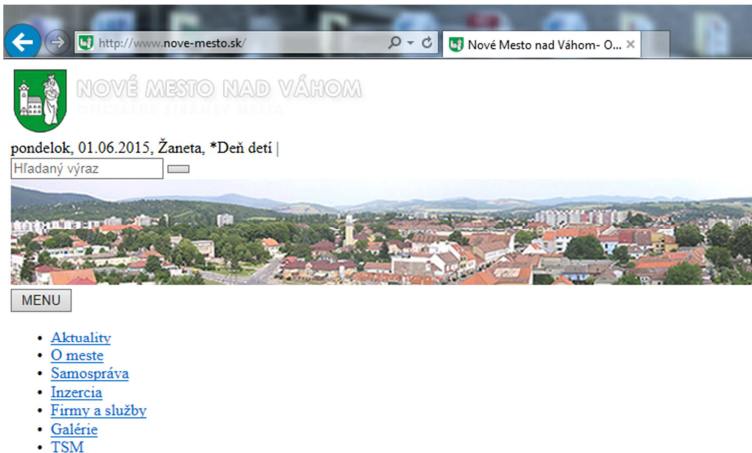 http://www.nove-mesto.sk/
Nové Mesto nad Váhom- O...
NOVÉ MESTO NAD VÁHOM
pondelok, 01.06.2015, Žaneta, *Deň detí |
Hľadaný výraz
MENU
• Aktuality
• O meste
• Samospráva
• Inzercia
• Firmy a služby
• Galérie
• TSM